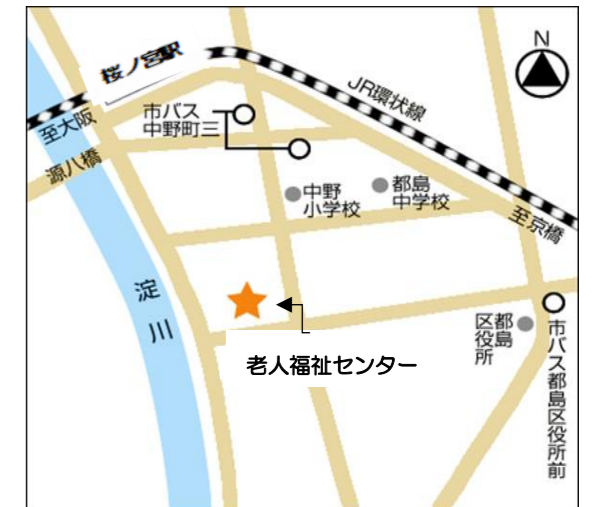 N
桜ノ宮駅
JR環状線
市バス
中野町三
至大阪
源八橋
中野
小学校
都島
中学校
至京橋
淀川
老人福祉センター
都島
区役所
市バス都島区役所前